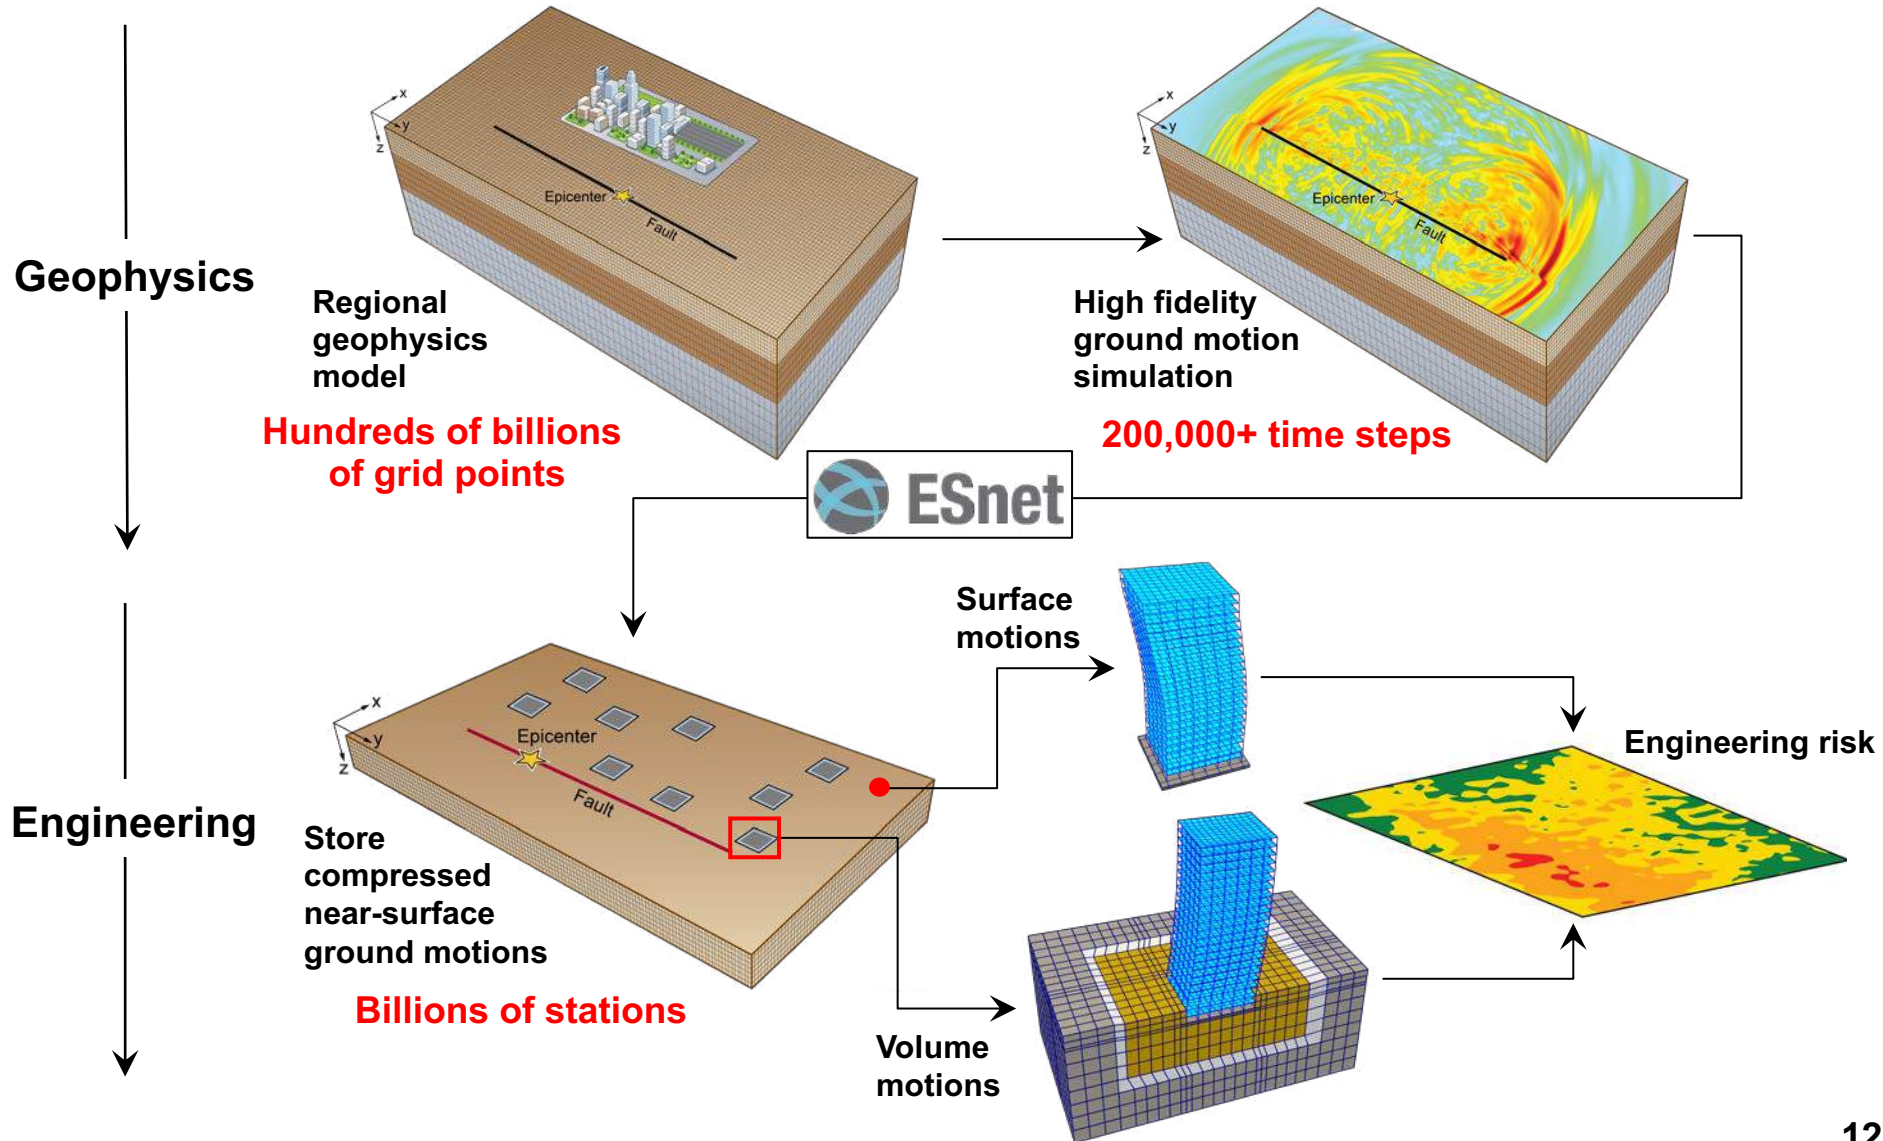 x
y
z
Epicenter
Fault
Geophysics
Regional
geophysics
model
Hundreds of billions
of grid points
x
y
z
Epicenter
Fault
High fidelity
ground motion
simulation
200,000+ time steps
ESnet
Engineering
x
y
z
Epicenter
Fault
Store
compressed
near-surface
ground motions
Billions of stations
Surface
motions
Volume
motions
Engineering risk
12